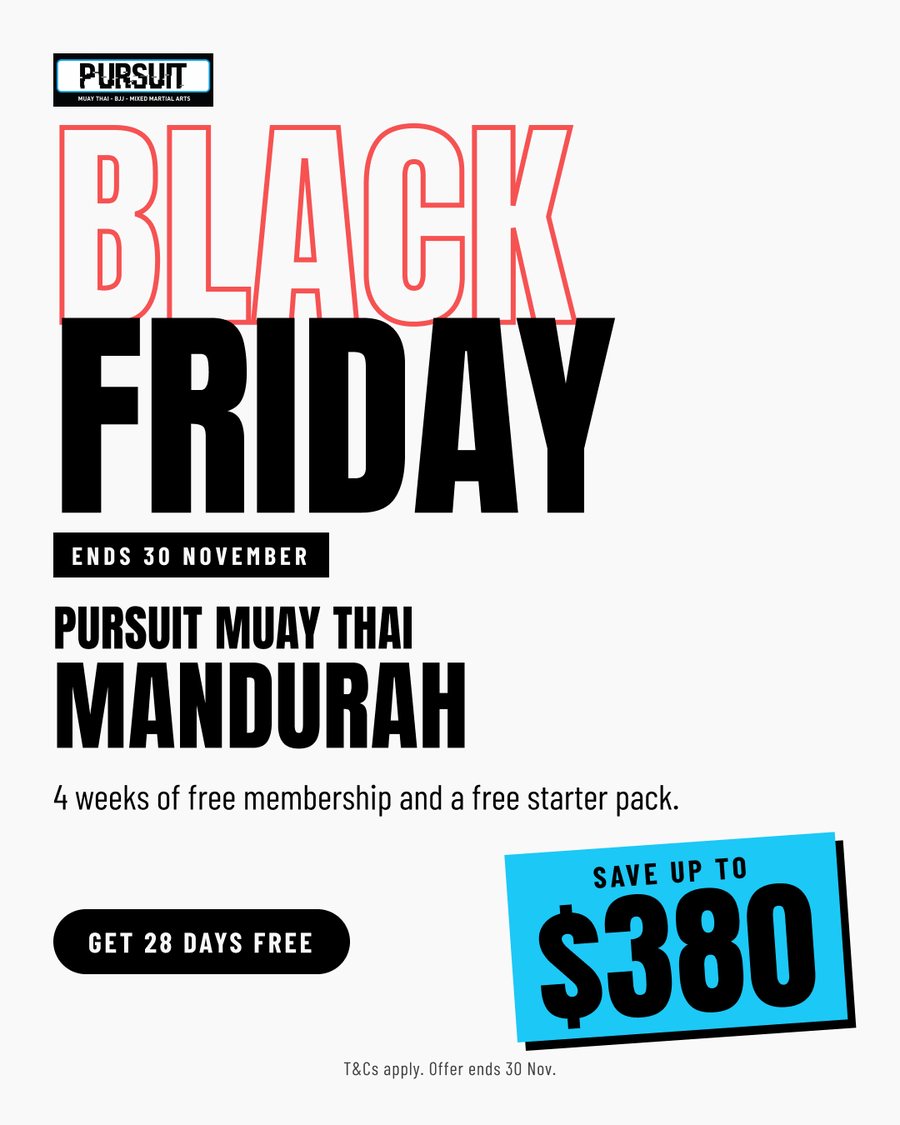 PURSUIT
MUAY THAI - BJJ - MIXED MARTIAL ARTS
BLACK
FRIDAY
ENDS 30 NOVEMBER
PURSUIT MUAY THAI
MANDURAH
4 weeks of free membership and a free starter pack.
SAVE UP TO
$380
GET 28 DAYS FREE
T&Cs apply. Offer ends 30 Nov.